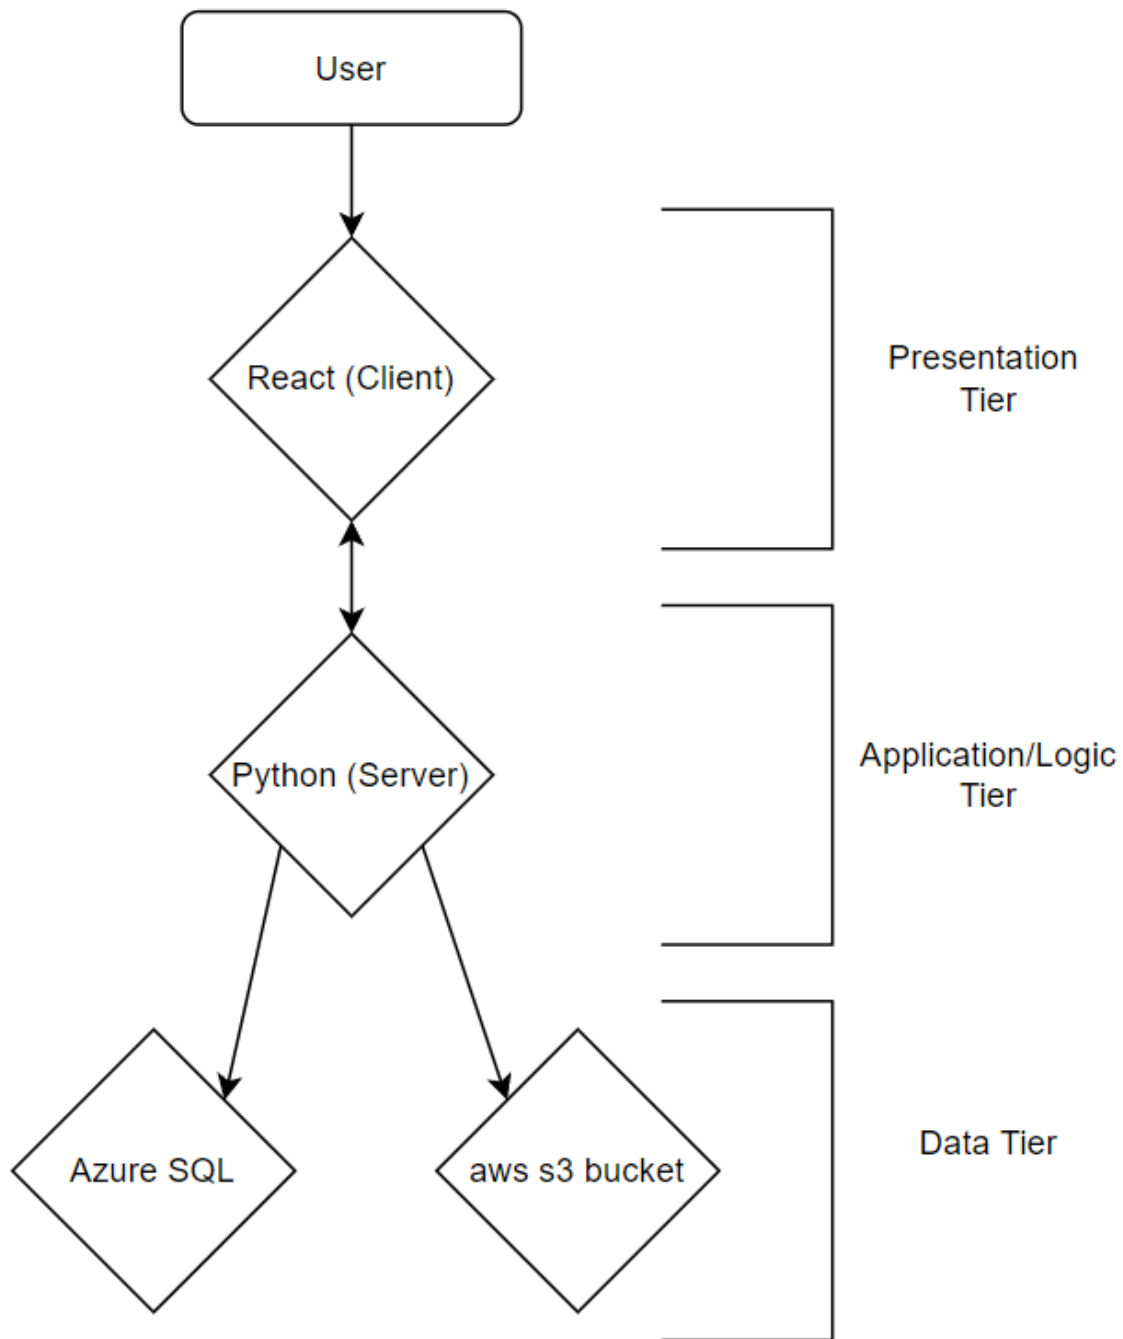 User
React (Client)
Presentation
Tier
Python (Server)
Application/Logic
Tier
Azure SQL
aws s3 bucket
Data Tier